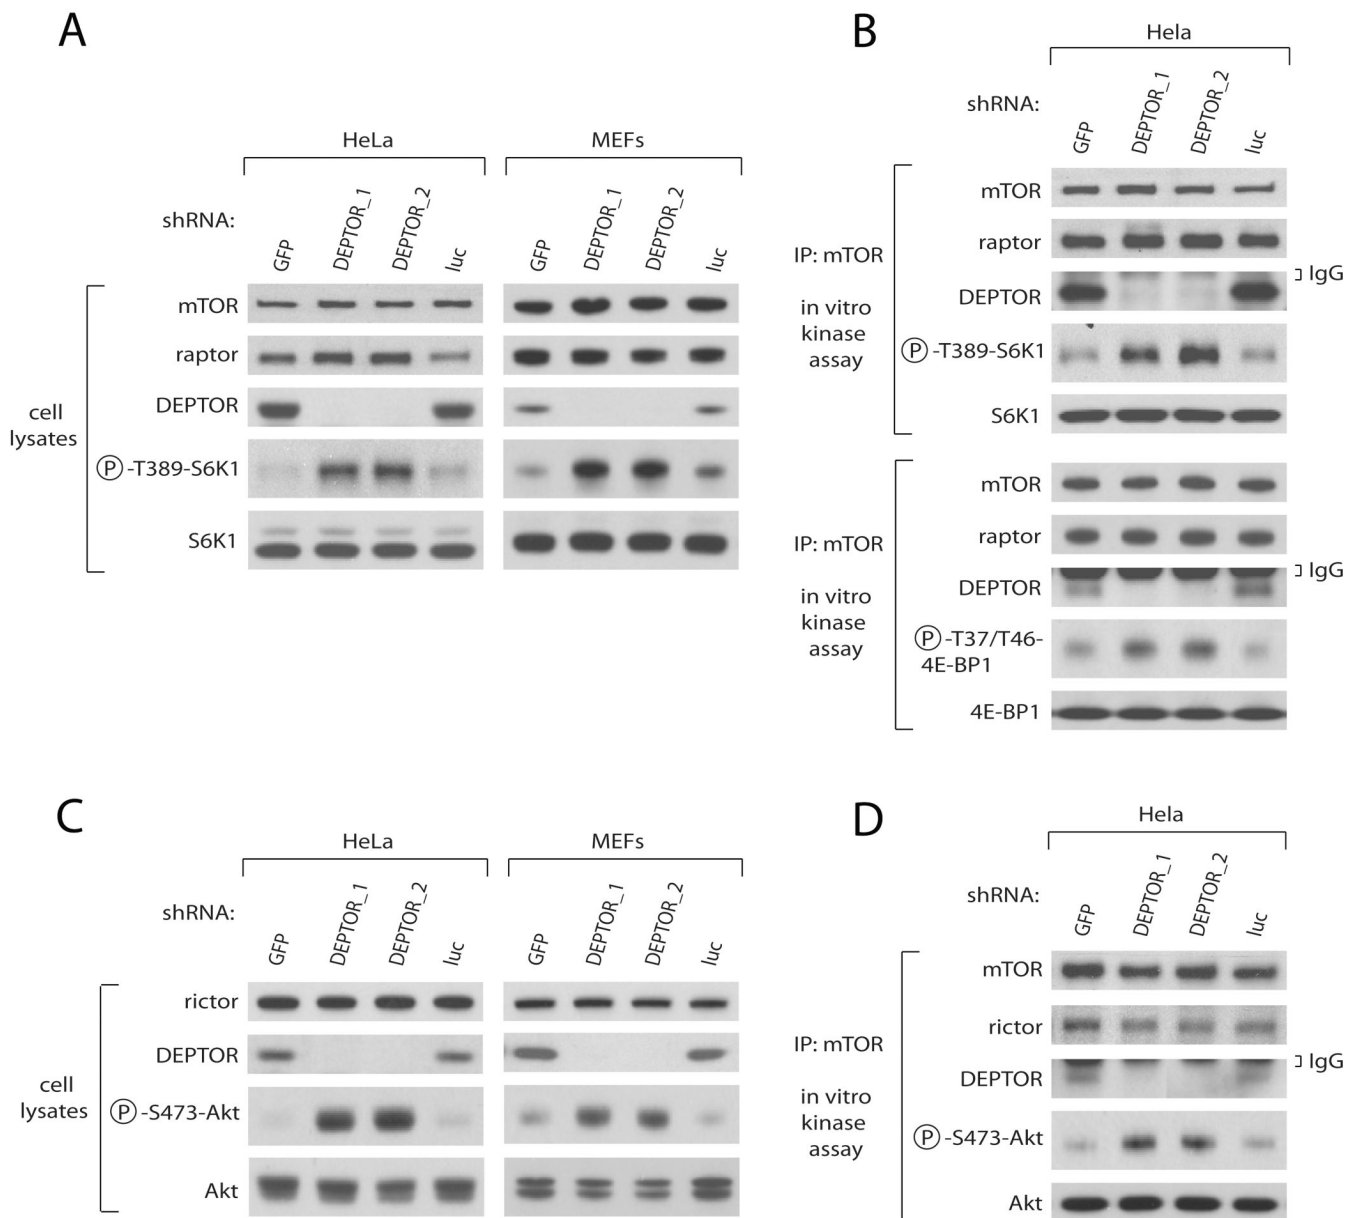 A
HeLa
MEFs
shRNA:
GFP
DEPTOR_1
DEPTOR_2
luc
GFP
DEPTOR_1
DEPTOR_2
luc
cell
lysates
mTOR
raptor
DEPTOR
Ⓟ-T389-S6K1
S6K1
B
Hela
shRNA:
GFP
DEPTOR_1
DEPTOR_2
luc
IP: mTOR
in vitro
kinase
assay
mTOR
raptor
DEPTOR
IgG
Ⓟ-T389-S6K1
S6K1
IP: mTOR
in vitro
kinase
assay
mTOR
raptor
DEPTOR
IgG
Ⓟ-T37/T46-
4E-BP1
4E-BP1
C
HeLa
MEFs
shRNA:
GFP
DEPTOR_1
DEPTOR_2
luc
GFP
DEPTOR_1
DEPTOR_2
luc
cell
lysates
rictor
DEPTOR
Ⓟ-S473-Akt
Akt
D
Hela
shRNA:
GFP
DEPTOR_1
DEPTOR_2
luc
IP: mTOR
in vitro
kinase
assay
mTOR
rictor
DEPTOR
IgG
Ⓟ-S473-Akt
Akt